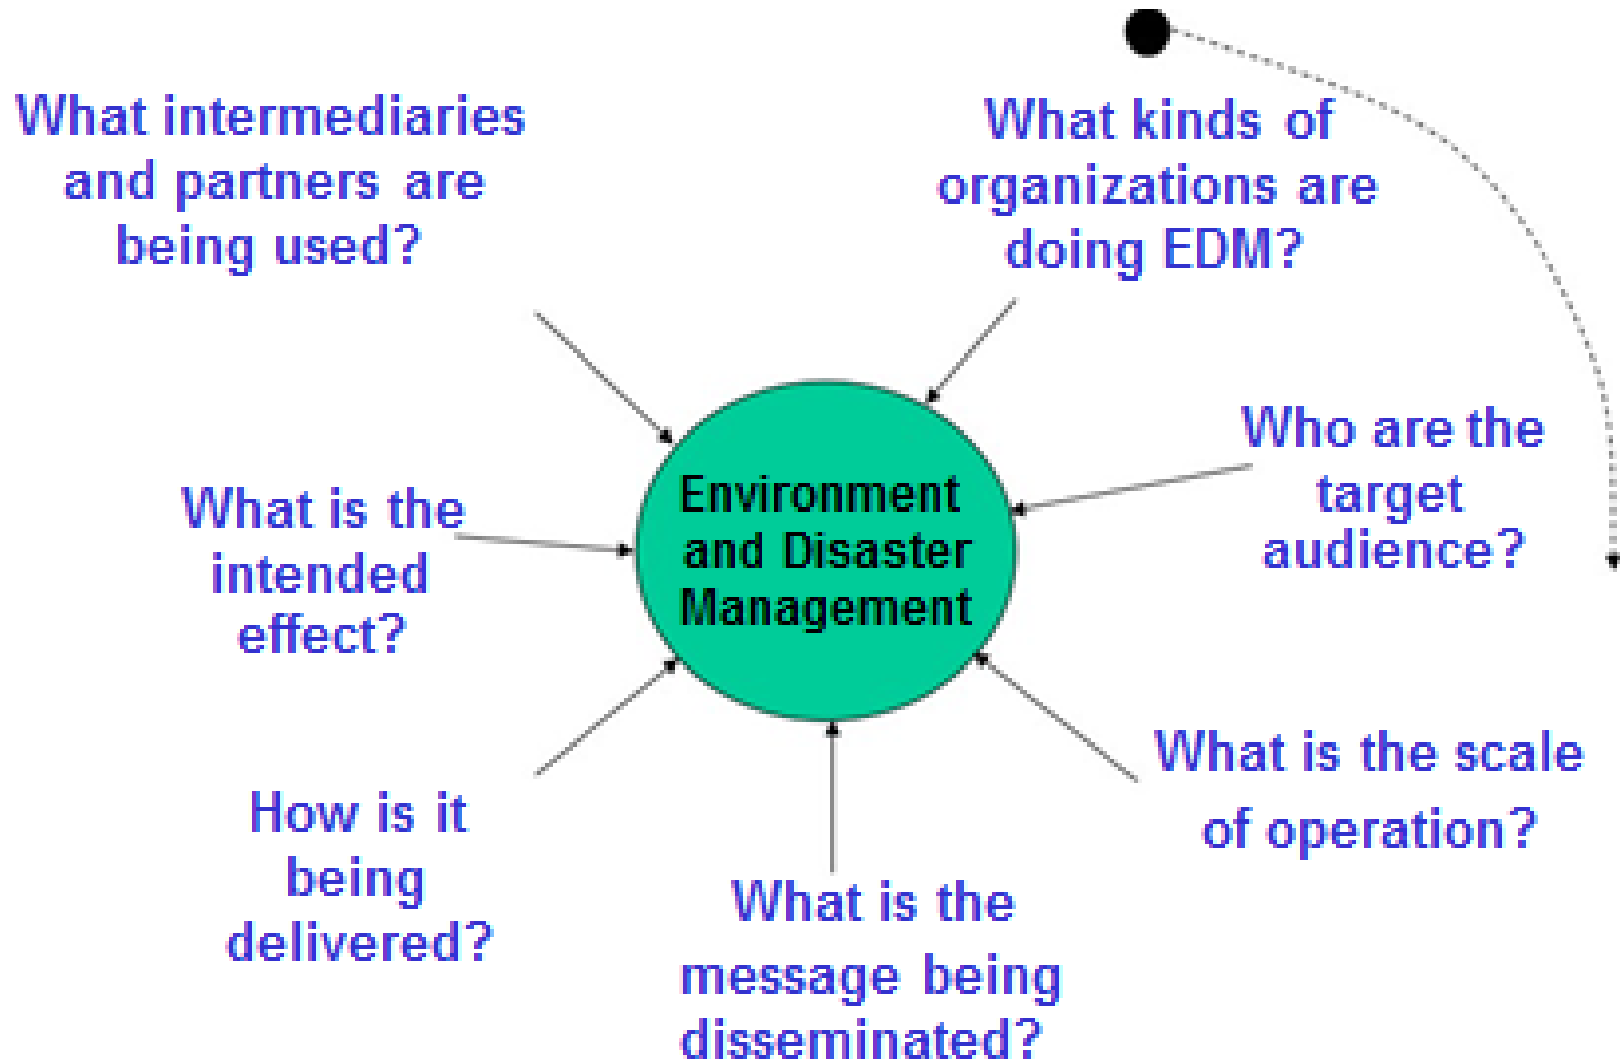 What intermediaries
and partners are
being used?
What kinds of
organizations are
doing EDM?
Who are the
target
audience?
What is the scale
of operation?
What is the
message being
disseminated?
How is it
being
delivered?
What is the
intended
effect?
Environment
and Disaster
Management